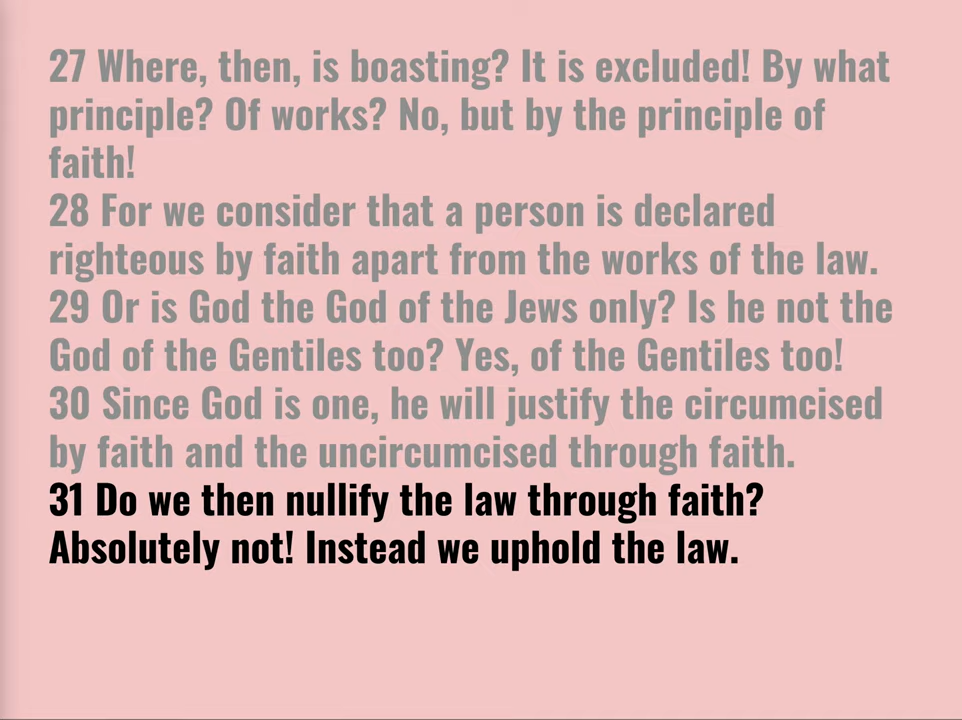 27 Where, then, is boasting? It is excluded! By what
principle? Of works? No, but by the principle of
faith!
28 For we consider that a person is declared
righteous by faith apart from the works of the law.
29 Or is God the God of the Jews only? Is he not the
God of the Gentiles too? Yes, of the Gentiles too!
30 Since God is one, he will justify the circumcised
by faith and the uncircumcised through faith.
31 Do we then nullify the law through faith?
Absolutely not! Instead we uphold the law.